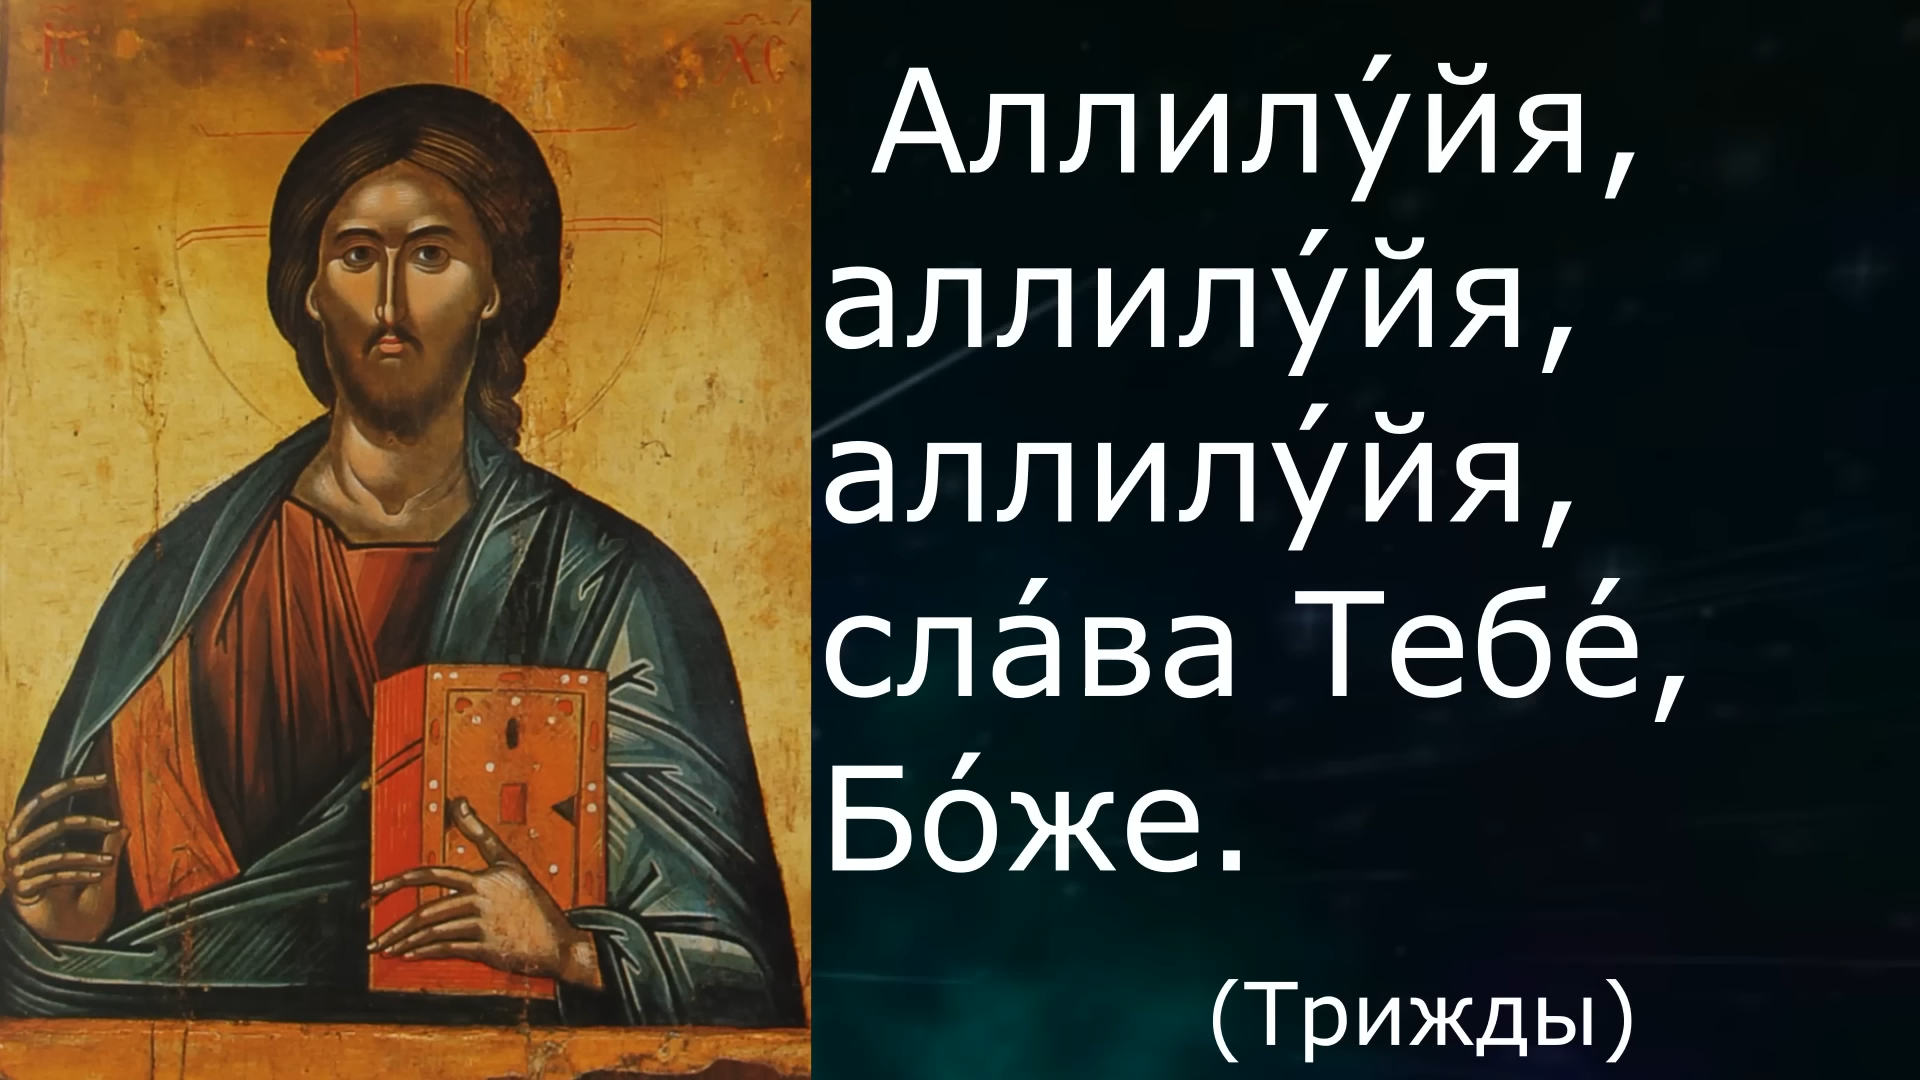 І҃С
Х҃С
Аллилу́йя,
аллилу́йя,
аллилу́йя,
сла́ва Тебе́,
Бо́же.
(Трижды)